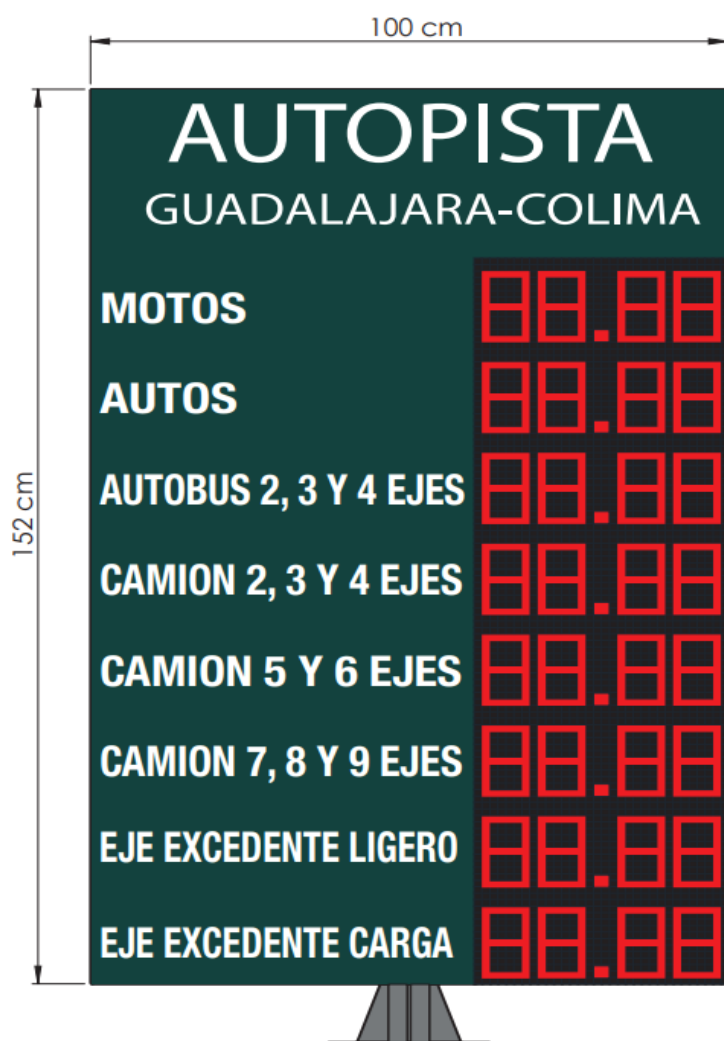 100 cm
152 cm
AUTOPISTA
GUADALAJARA-COLIMA
MOTOS 88.88
AUTOS 88.88
AUTOBUS 2, 3 Y 4 EJES 88.88
CAMION 2, 3 Y 4 EJES 88.88
CAMION 5 Y 6 EJES 88.88
CAMION 7, 8 Y 9 EJES 88.88
EJE EXCEDENTE LIGERO 88.88
EJE EXCEDENTE CARGA 88.88